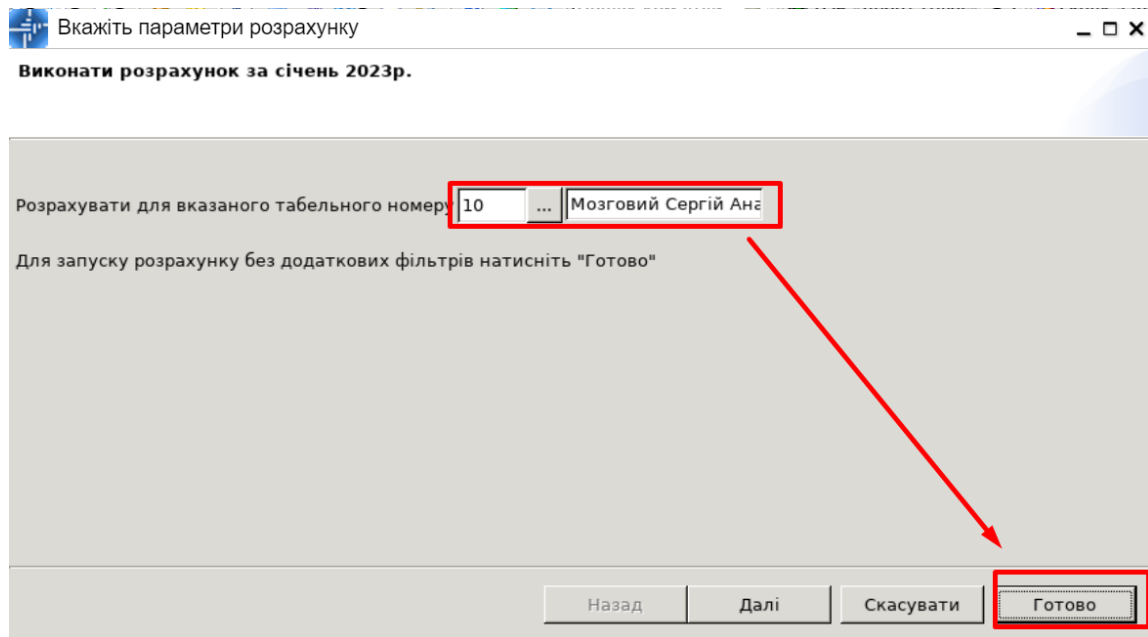 Вкажіть параметри розрахунку
Виконати розрахунок за січень 2023р.
Розрахувати для вказаного табельного номеру 10 ... Мозговий Сергій Ана
Для запуску розрахунку без додаткових фільтрів натисніть "Готово"
Назад Далі Скасувати Готово